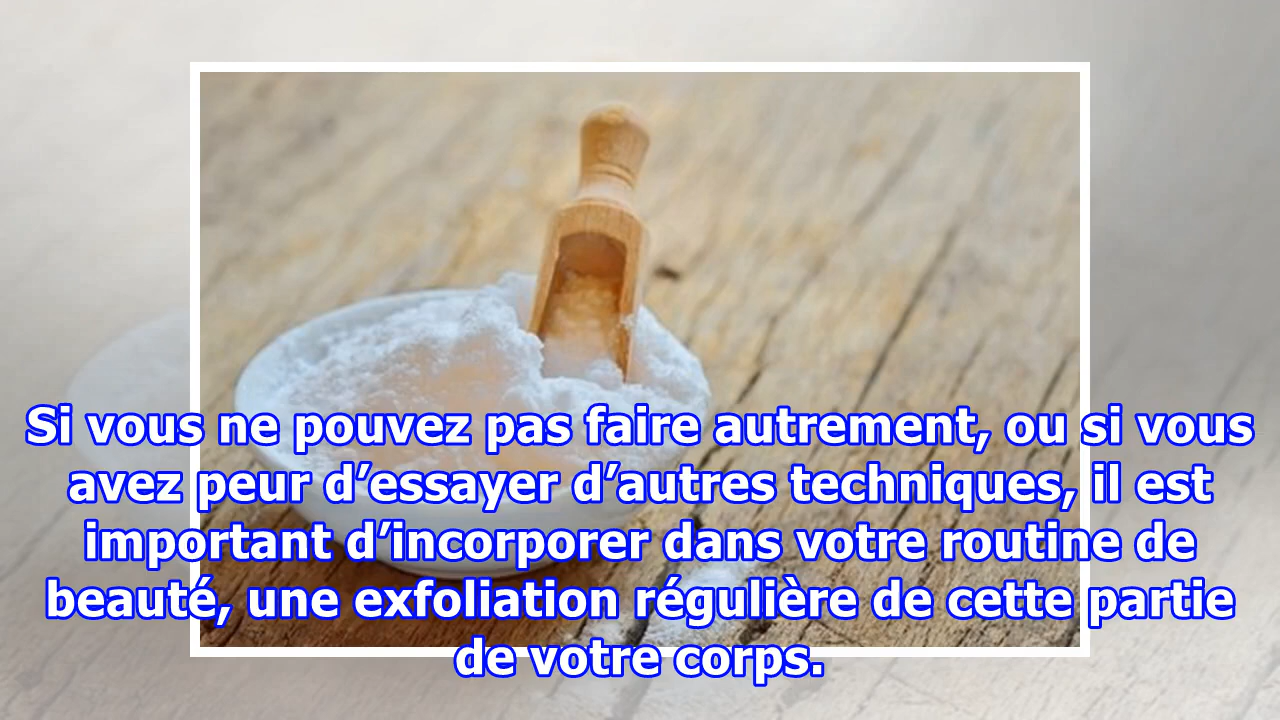 Si vous ne pouvez pas faire autrement, ou si vous
avez peur d’essayer d’autres techniques, il est
important d’incorporer dans votre routine de
beauté, une exfoliation régulière de cette partie
de votre corps.